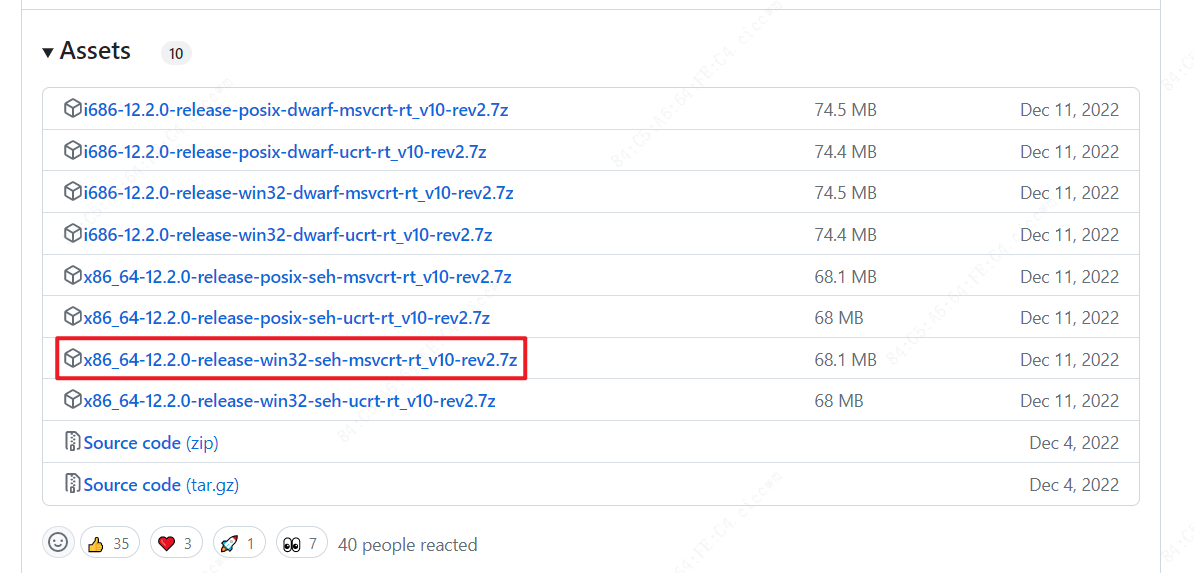 Assets 10
i686-12.2.0-release-posix-dwarf-msvcrt-rt_v10-rev2.7z 74.5 MB Dec 11, 2022
i686-12.2.0-release-posix-dwarf-ucrt-rt_v10-rev2.7z 74.4 MB Dec 11, 2022
i686-12.2.0-release-win32-dwarf-msvcrt-rt_v10-rev2.7z 74.5 MB Dec 11, 2022
i686-12.2.0-release-win32-dwarf-ucrt-rt_v10-rev2.7z 74.4 MB Dec 11, 2022
x86_64-12.2.0-release-posix-seh-msvcrt-rt_v10-rev2.7z 68.1 MB Dec 11, 2022
x86_64-12.2.0-release-posix-seh-ucrt-rt_v10-rev2.7z 68 MB Dec 11, 2022
x86_64-12.2.0-release-win32-seh-msvcrt-rt_v10-rev2.7z 68.1 MB Dec 11, 2022
x86_64-12.2.0-release-win32-seh-ucrt-rt_v10-rev2.7z 68 MB Dec 11, 2022
Source code (zip) Dec 4, 2022
Source code (tar.gz) Dec 4, 2022
35 3 1 7 40 people reacted